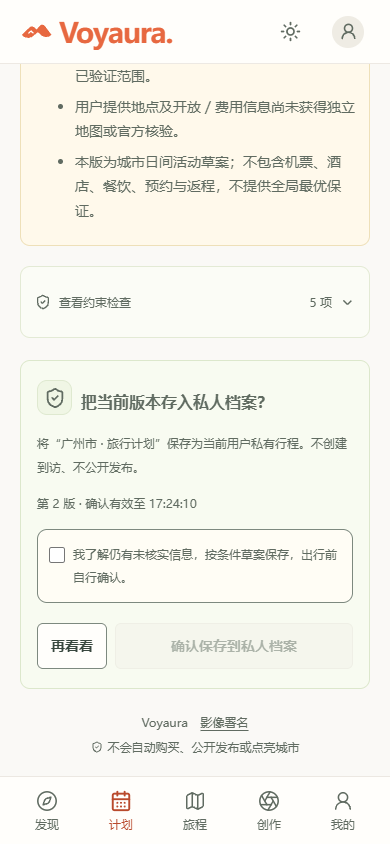 Voyaura.
已验证范围。
• 用户提供地点及开放 / 费用信息尚未获得独立
地图或官方核验。
• 本版为城市日间活动草案；不包含机票、酒
店、餐饮、预约与返程，不提供全局最优保
证。
查看约束检查 5 项
把当前版本存入私人档案?
将“广州市 · 旅行计划”保存为当前用户私有行程。不创建
到访、不公开发布。
第 2 版 · 确认有效至 17:24:10
我了解仍有未核实信息，按条件草案保存，出行前
自行确认。
再看看 确认保存到私人档案
Voyaura 影像署名
不会自动购买、公开发布或点亮城市
发现 计划 旅程 创作 我的